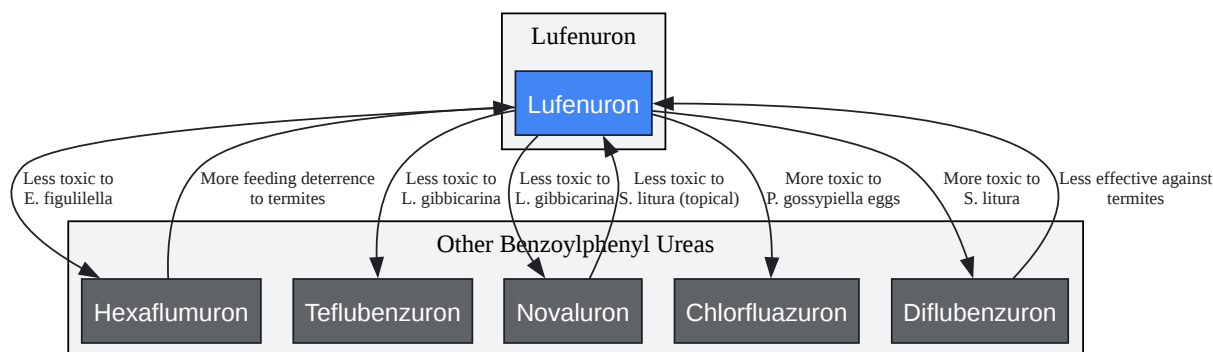 Lufenuron
Lufenuron
Less toxic to
E. figulilella
More feeding deterrence
to termites
Less toxic to
L. gibbicarina
Less toxic to
L. gibbicarina
Less toxic to
S. litura (topical)
More toxic to
P. gossypiella eggs
More toxic to
S. litura
Less effective against
termites
Other Benzoylphenyl Ureas
Hexaflumuron
Teflubenzuron
Novaluron
Chlorfluazuron
Diflubenzuron